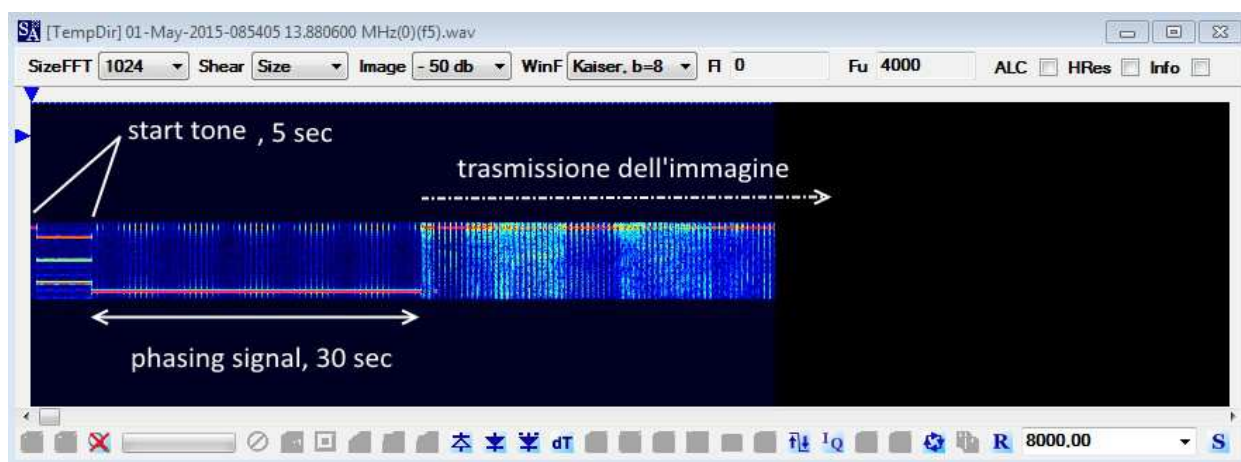 [TempDir] 01-May-2015-085405 13.880600 MHz(0)(f5).wav
SizeFFT 1024 Shear Size Image - 50 db WinF Kaiser, b=8 Fl 0 Fu 4000 ALC HRes Info
start tone , 5 sec
trasmissione dell'immagine
phasing signal, 30 sec
dT IQ R 8000,00 S